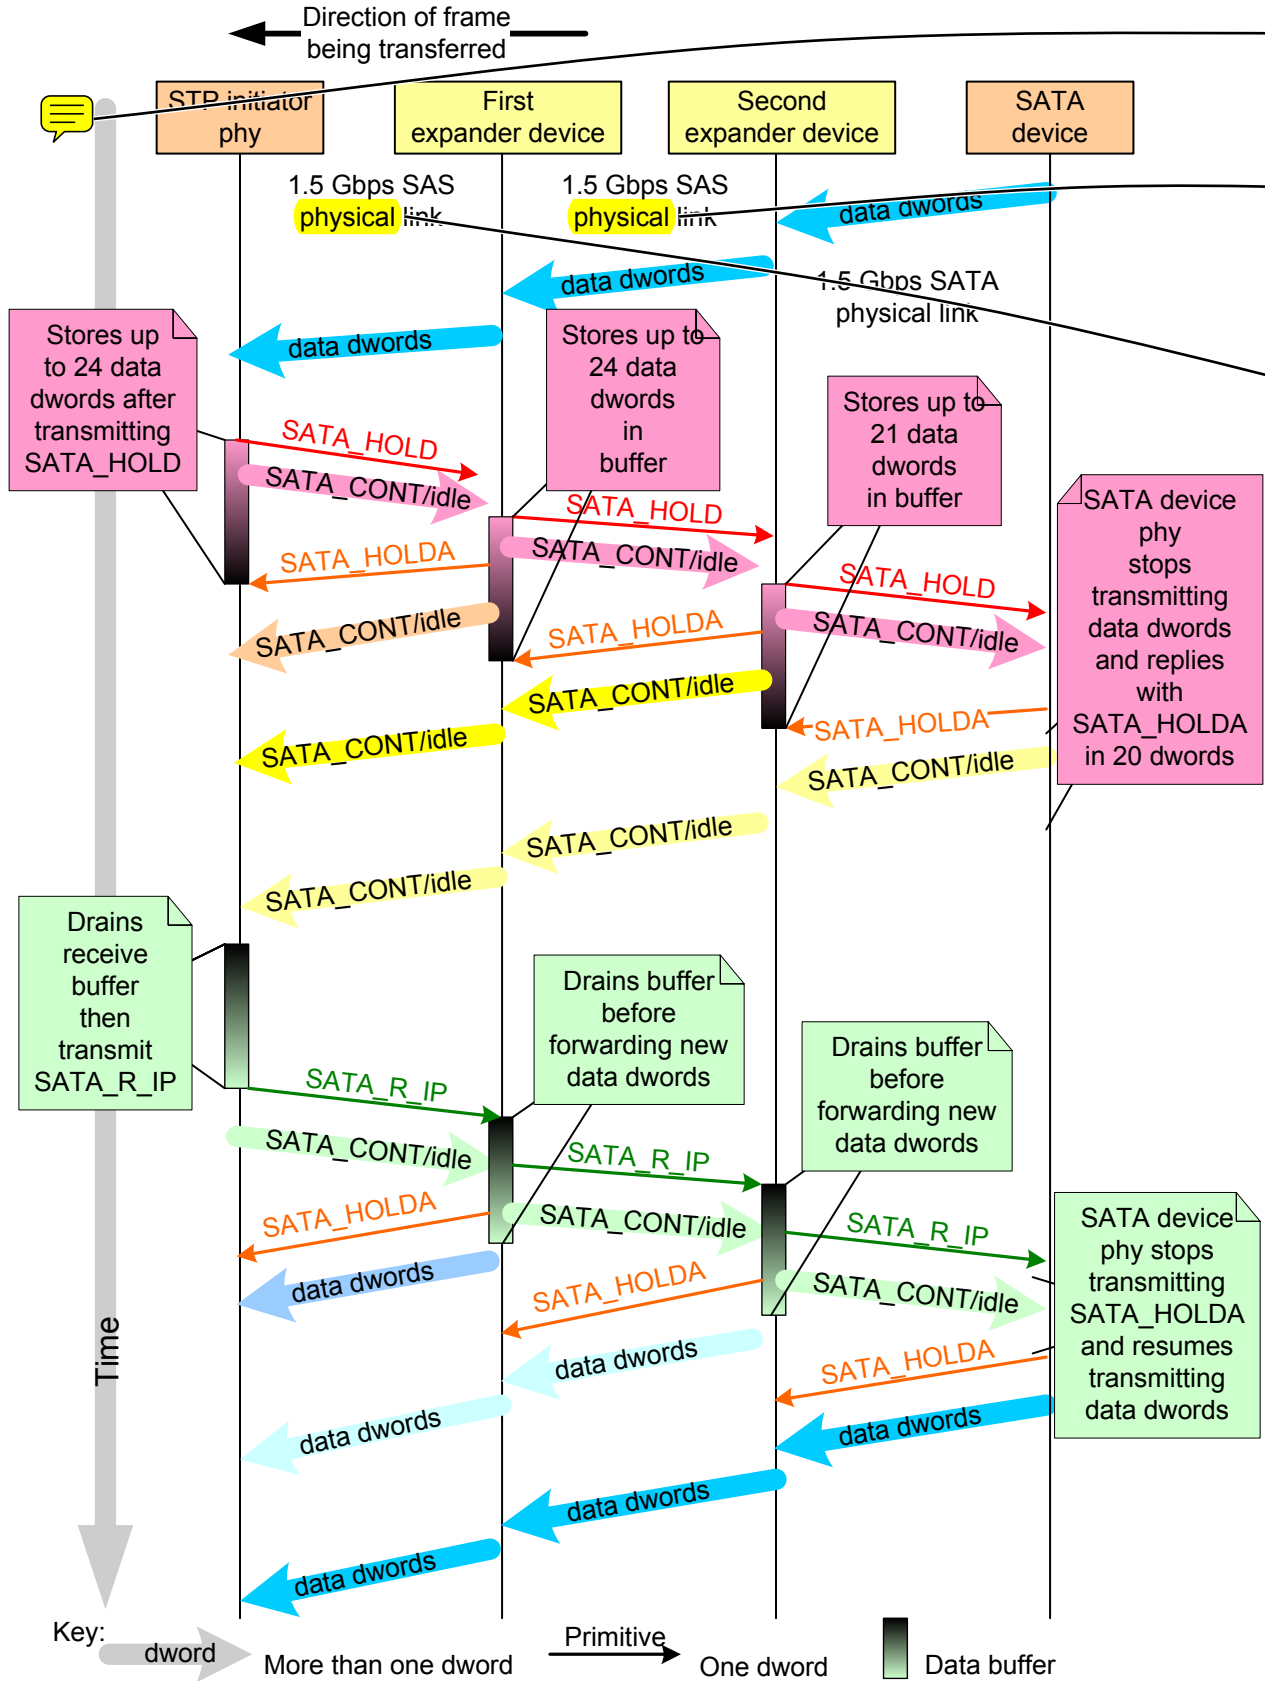 Direction of frame
being transferred
STP initiator
phy
First
expander device
Second
expander device
SATA
device
1.5 Gbps SAS
physical link
1.5 Gbps SAS
physical link
data dwords
data dwords
1.5 Gbps SATA
physical link
data dwords
Stores up
to 24 data
dwords after
transmitting
SATA_HOLD
Stores up to
24 data
dwords
in
buffer
Stores up to
21 data
dwords
in buffer
SATA device
phy
stops
transmitting
data dwords
and replies
with
SATA_HOLDA
in 20 dwords
SATA_HOLD
SATA_CONT/idle
SATA_HOLD
SATA_CONT/idle
SATA_HOLDA
SATA_HOLD
SATA_CONT/idle
SATA_CONT/idle
SATA_HOLDA
SATA_CONT/idle
SATA_HOLDA
SATA_CONT/idle
SATA_CONT/idle
SATA_CONT/idle
SATA_CONT/idle
Drains
receive
buffer
then
transmit
SATA_R_IP
Drains buffer
before
forwarding new
data dwords
Drains buffer
before
forwarding new
data dwords
SATA_R_IP
SATA_CONT/idle
SATA_R_IP
SATA_HOLDA
SATA_CONT/idle
SATA_R_IP
data dwords
SATA_HOLDA
SATA_CONT/idle
SATA device
phy stops
transmitting
SATA_HOLDA
and resumes
transmitting
data dwords
data dwords
SATA_HOLDA
data dwords
data dwords
data dwords
data dwords
Time
Key:
dword
More than one dword
Primitive
One dword
Data buffer